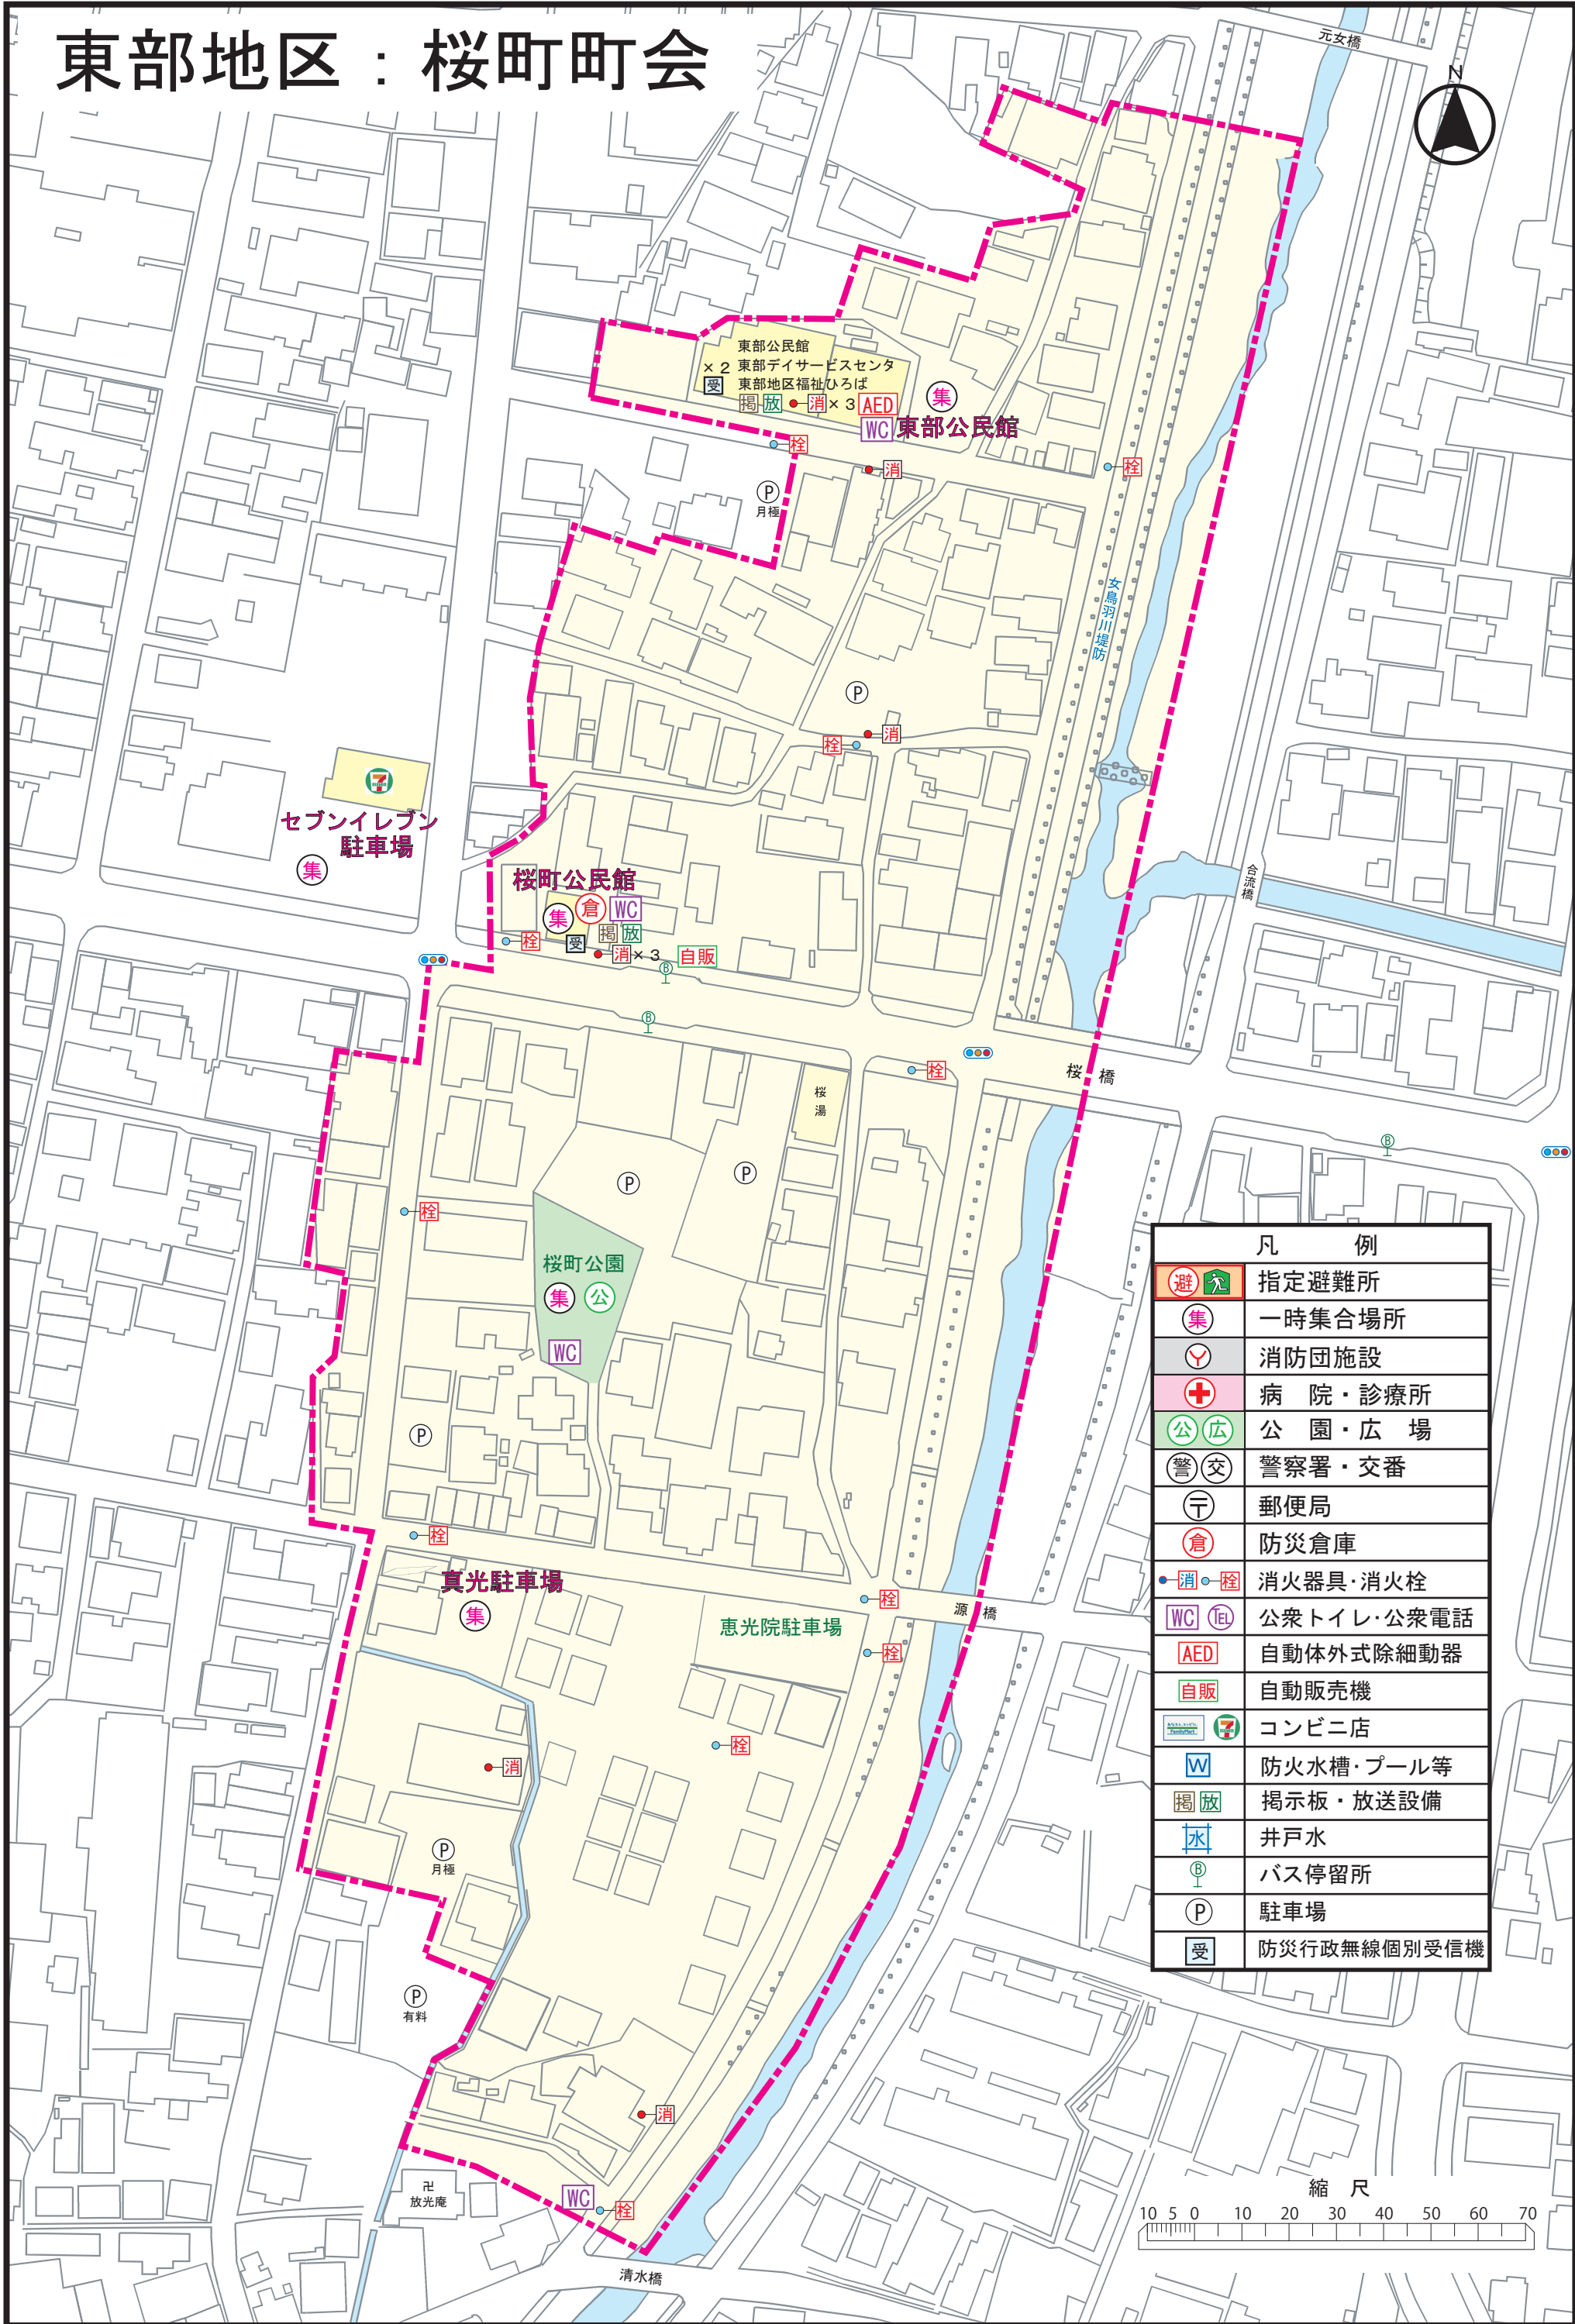 東部地区：桜町町会
元女橋
N
東部公民館
×2 東部デイサービスセンタ
受 東部地区福祉ひろば
掲 放 消×3 AED
集
WC 東部公民館
栓
消
栓
P
月極
女鳥羽川堤防
P
消
栓
7
セブンイレブン
駐車場
集
合流橋
桜町公民館
集 倉 WC
掲 放
栓 受
消×3 自販
B
B
栓
桜橋
桜湯
B
P
P
栓
桜町公園
集 公
WC
P
栓
真光駐車場
集
栓
源橋
恵光院駐車場
栓
栓
消
P
月極
P
有料
消
卍
放光庵
WC 栓
清水橋
凡例
避 指定避難所
集 一時集合場所
Y 消防団施設
病院・診療所
公 広 公園・広場
警 交 警察署・交番
〒 郵便局
倉 防災倉庫
消 栓 消火器具・消火栓
WC TEL 公衆トイレ・公衆電話
AED 自動体外式除細動器
自販 自動販売機
FamilyMart 7 コンビニ店
W 防火水槽・プール等
掲 放 掲示板・放送設備
水 井戸水
B バス停留所
P 駐車場
受 防災行政無線個別受信機
縮尺
10 5 0 10 20 30 40 50 60 70